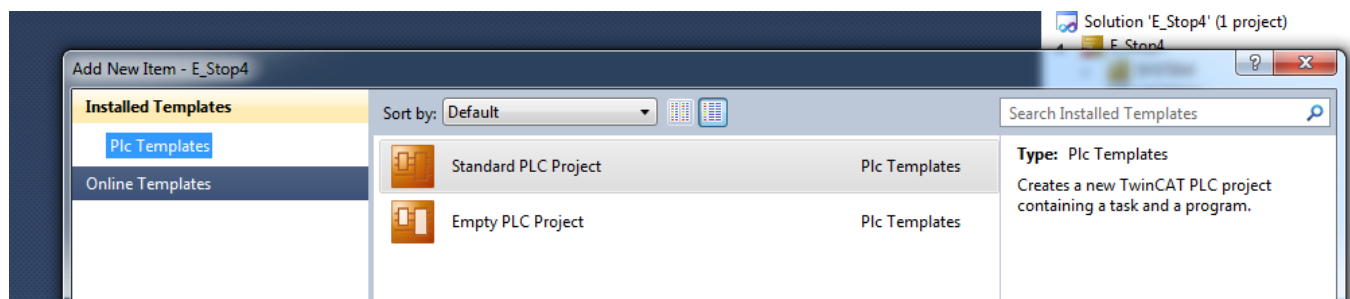 Solution 'E_Stop4' (1 project)
E_Stop4
Add New Item - E_Stop4
Installed Templates
Plc Templates
Online Templates
Sort by: Default
Standard PLC Project Plc Templates
Empty PLC Project Plc Templates
Search Installed Templates
Type: Plc Templates
Creates a new TwinCAT PLC project
containing a task and a program.